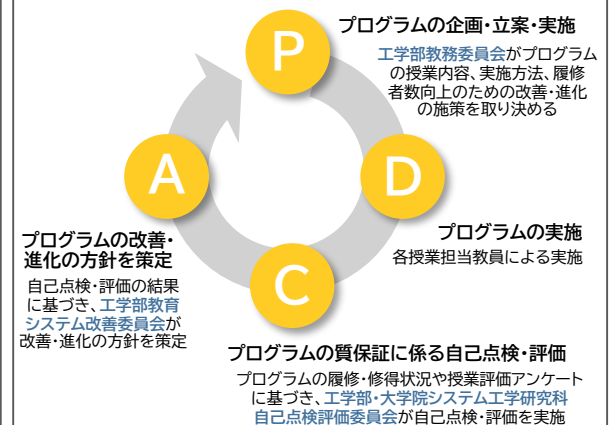 P
プログラムの企画・立案・実施
工学部教務委員会がプログラム
の授業内容、実施方法、履修
者数向上のための改善・進化
の施策を取り決める
D
プログラムの実施
各授業担当教員による実施
C
プログラムの質保証に係る自己点検・評価
プログラムの履修・修得状況や授業評価アンケート
に基づき、工学部・大学院システム工学研究科
自己点検評価委員会が自己点検・評価を実施
A
プログラムの改善・
進化の方針を策定
自己点検・評価の結果
に基づき、工学部教育
システム改善委員会が
改善・進化の方針を策定